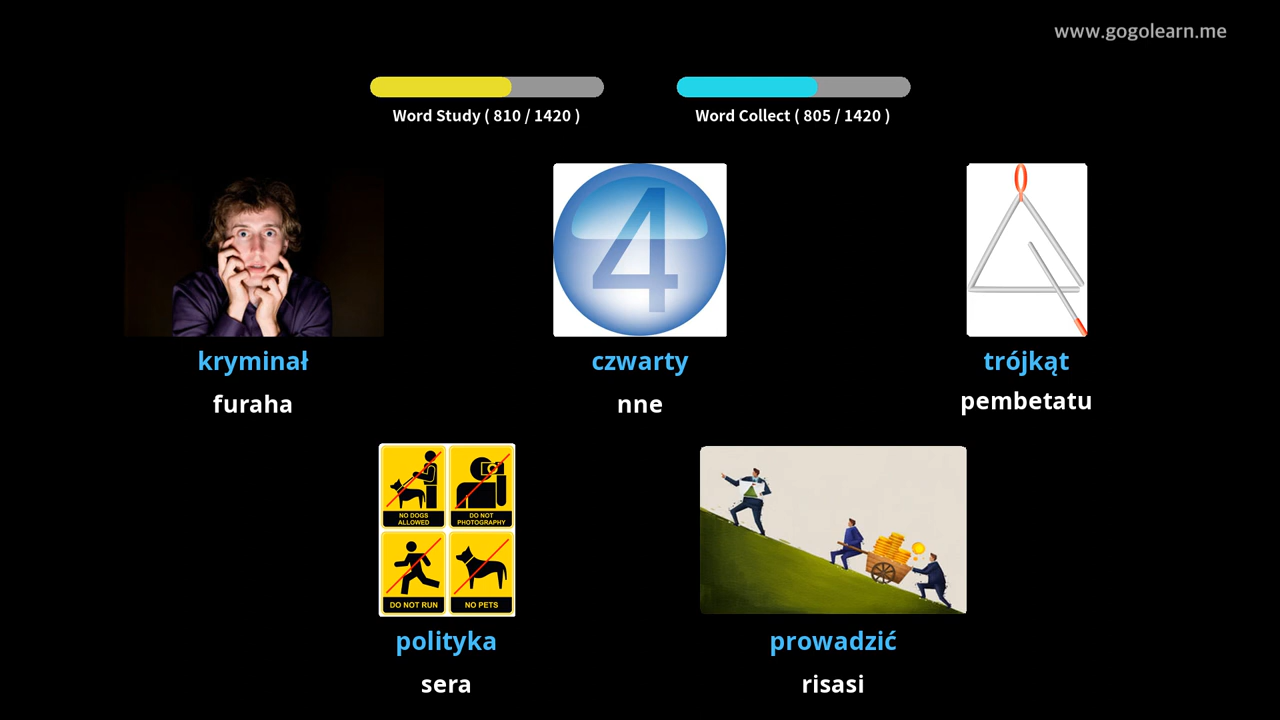 www.gogolearn.me
Word Study ( 810 / 1420 )
Word Collect ( 805 / 1420 )
4
kryminał
furaha
czwarty
nne
trójkąt
pembetatu
NO DOGS
ALLOWED
DO NOT
PHOTOGRAPHY
DO NOT RUN
NO PETS
polityka
sera
prowadzić
risasi